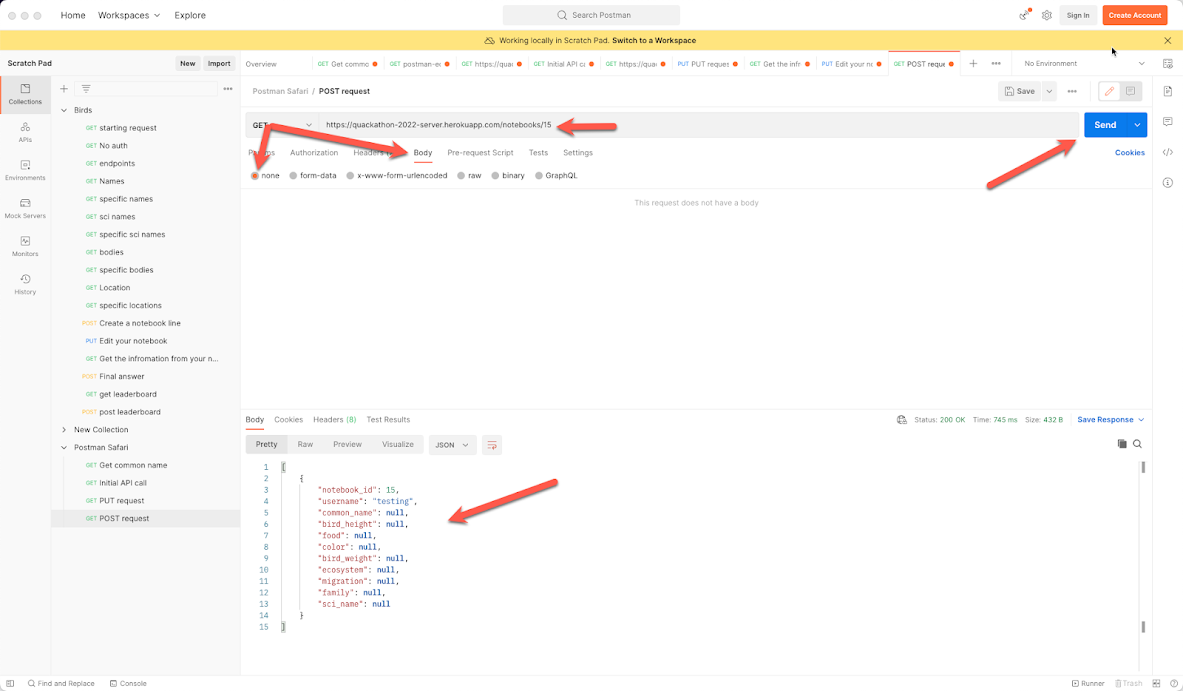 Home Workspaces Explore Search Postman Sign In Create Account
Working locally in Scratch Pad. Switch to a Workspace
Scratch Pad New Import Overview GET Get commo GET postman-ec GET https://quac GET Initial API ca GET https://quac PUT PUT reques GET Get the infr PUT Edit your no GET POST reque No Environment
Collections
APIs
Environments
Mock Servers
Monitors
History
Birds
GET starting request
GET No auth
GET endpoints
GET Names
GET specific names
GET sci names
GET specific sci names
GET bodies
GET specific bodies
GET Location
GET specific locations
POST Create a notebook line
PUT Edit your notebook
GET Get the infromation from your n...
POST Final answer
GET get leaderboard
POST post leaderboard
New Collection
Postman Safari
GET Get common name
GET Initial API call
GET PUT request
GET POST request
Postman Safari / POST request Save
GET https://quackathon-2022-server.herokuapp.com/notebooks/15 Send
Params Authorization Headers Body Pre-request Script Tests Settings Cookies
none form-data x-www-form-urlencoded raw binary GraphQL
This request does not have a body
Body Cookies Headers (8) Test Results Status: 200 OK Time: 745 ms Size: 432 B Save Response
Pretty Raw Preview Visualize JSON
1 [
2 {
3 "notebook_id": 15,
4 "username": "testing",
5 "common_name": null,
6 "bird_height": null,
7 "food": null,
8 "color": null,
9 "bird_weight": null,
10 "ecosystem": null,
11 "migration": null,
12 "family": null,
13 "sci_name": null
14 }
15 ]
Find and Replace Console Runner Trash